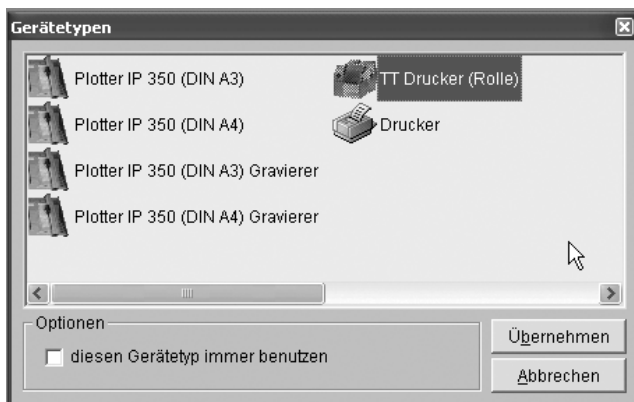 Gerätetypen
Plotter IP 350 (DIN A3)
Plotter IP 350 (DIN A4)
Plotter IP 350 (DIN A3) Gravierer
Plotter IP 350 (DIN A4) Gravierer
TT Drucker (Rolle)
Drucker
Optionen
diesen Gerätetyp immer benutzen
Übernehmen
Abbrechen